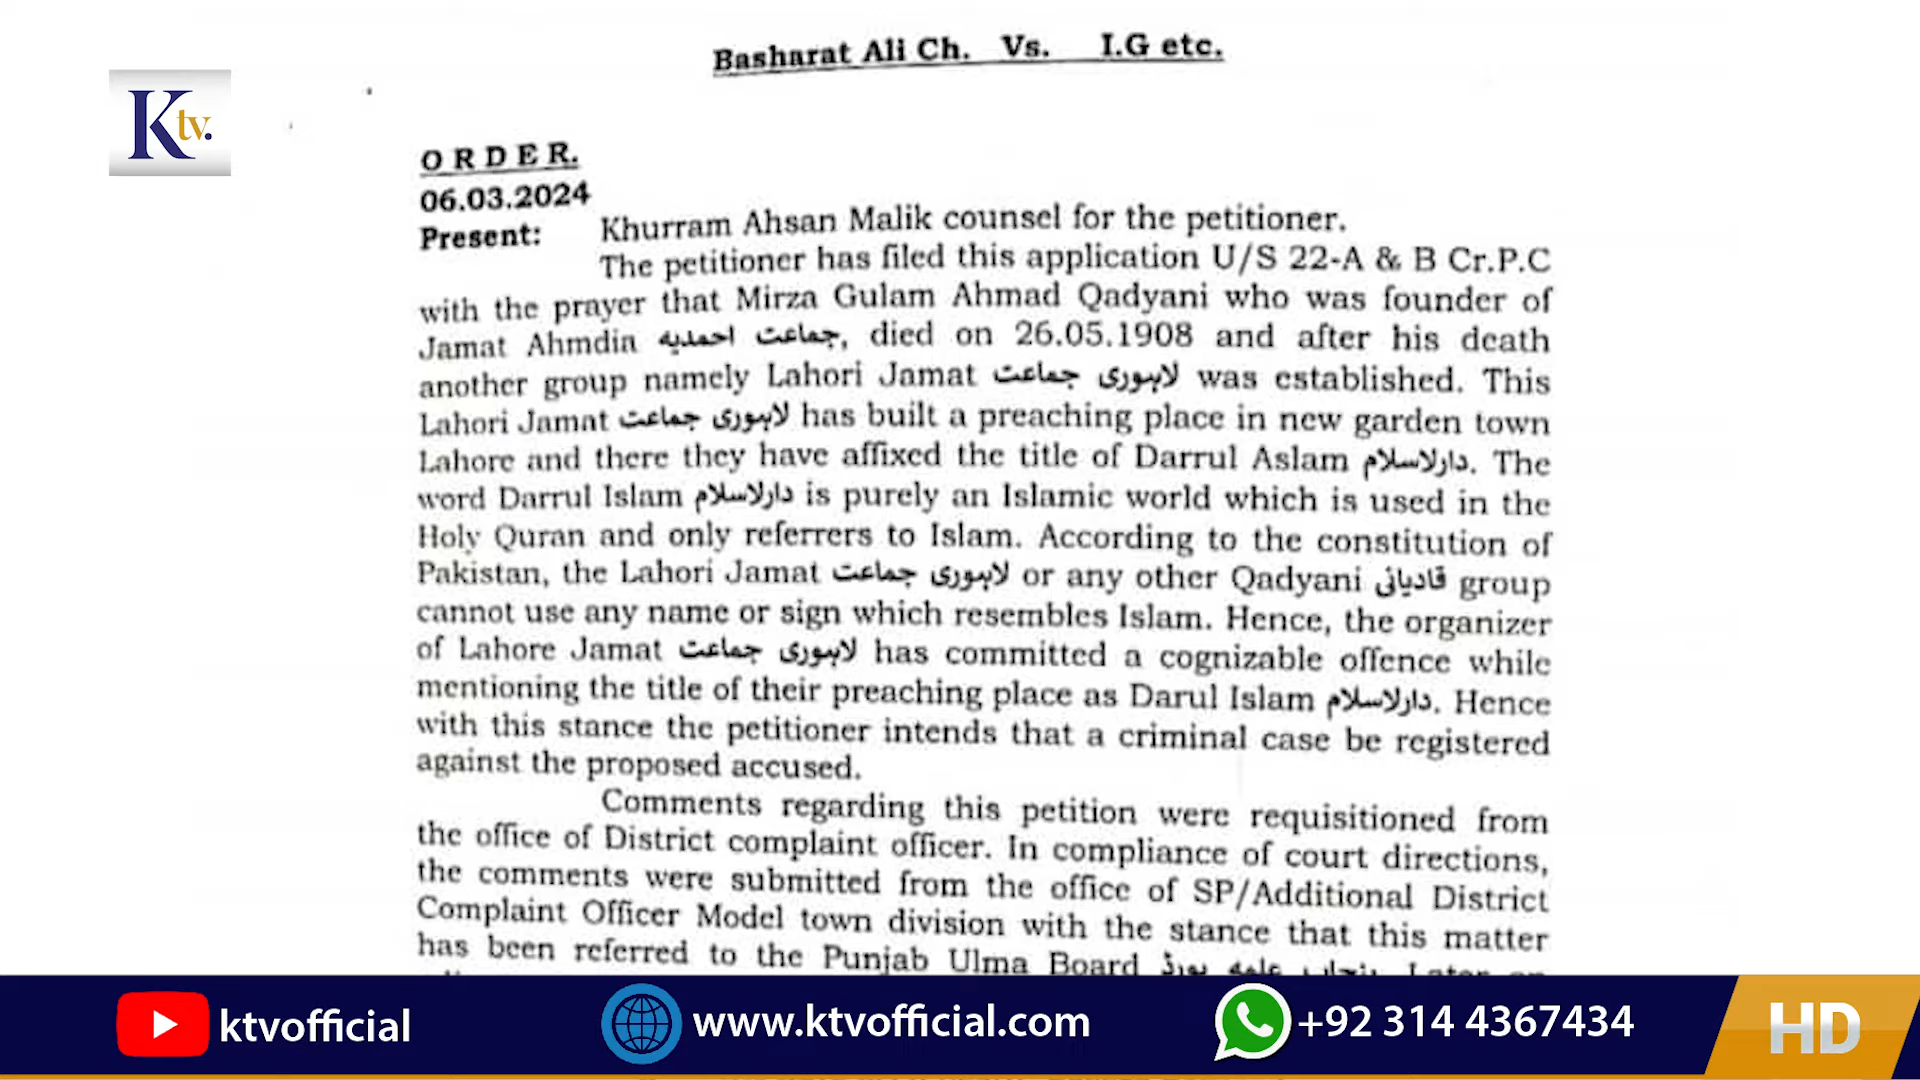 Basharat Ali Ch. Vs. I.G etc.
Ktv.
O R D E R.
06.03.2024
Present: Khurram Ahsan Malik counsel for the petitioner.
The petitioner has filed this application U/S 22-A & B Cr.P.C
with the prayer that Mirza Gulam Ahmad Qadyani who was founder of
Jamat Ahmdia جماعت احمدیہ, died on 26.05.1908 and after his death
another group namely Lahori Jamat لاہوری جماعت was established. This
Lahori Jamat لاہوری جماعت has built a preaching place in new garden town
Lahore and there they have affixed the title of Darrul Aslam دارلاسلام. The
word Darrul Islam دارلاسلام is purely an Islamic world which is used in the
Holy Quran and only referrers to Islam. According to the constitution of
Pakistan, the Lahori Jamat لاہوری جماعت or any other Qadyani قادیانی group
cannot use any name or sign which resembles Islam. Hence, the organizer
of Lahore Jamat لاہوری جماعت has committed a cognizable offence while
mentioning the title of their preaching place as Darul Islam دارلاسلام. Hence
with this stance the petitioner intends that a criminal case be registered
against the proposed accused.
Comments regarding this petition were requisitioned from
the office of District complaint officer. In compliance of court directions,
the comments were submitted from the office of SP/Additional District
Complaint Officer Model town division with the stance that this matter
has been referred to the Punjab Ulma Board پنجاب علمہ بورڈ. Later on
ktvofficial www.ktvofficial.com +92 314 4367434 HD